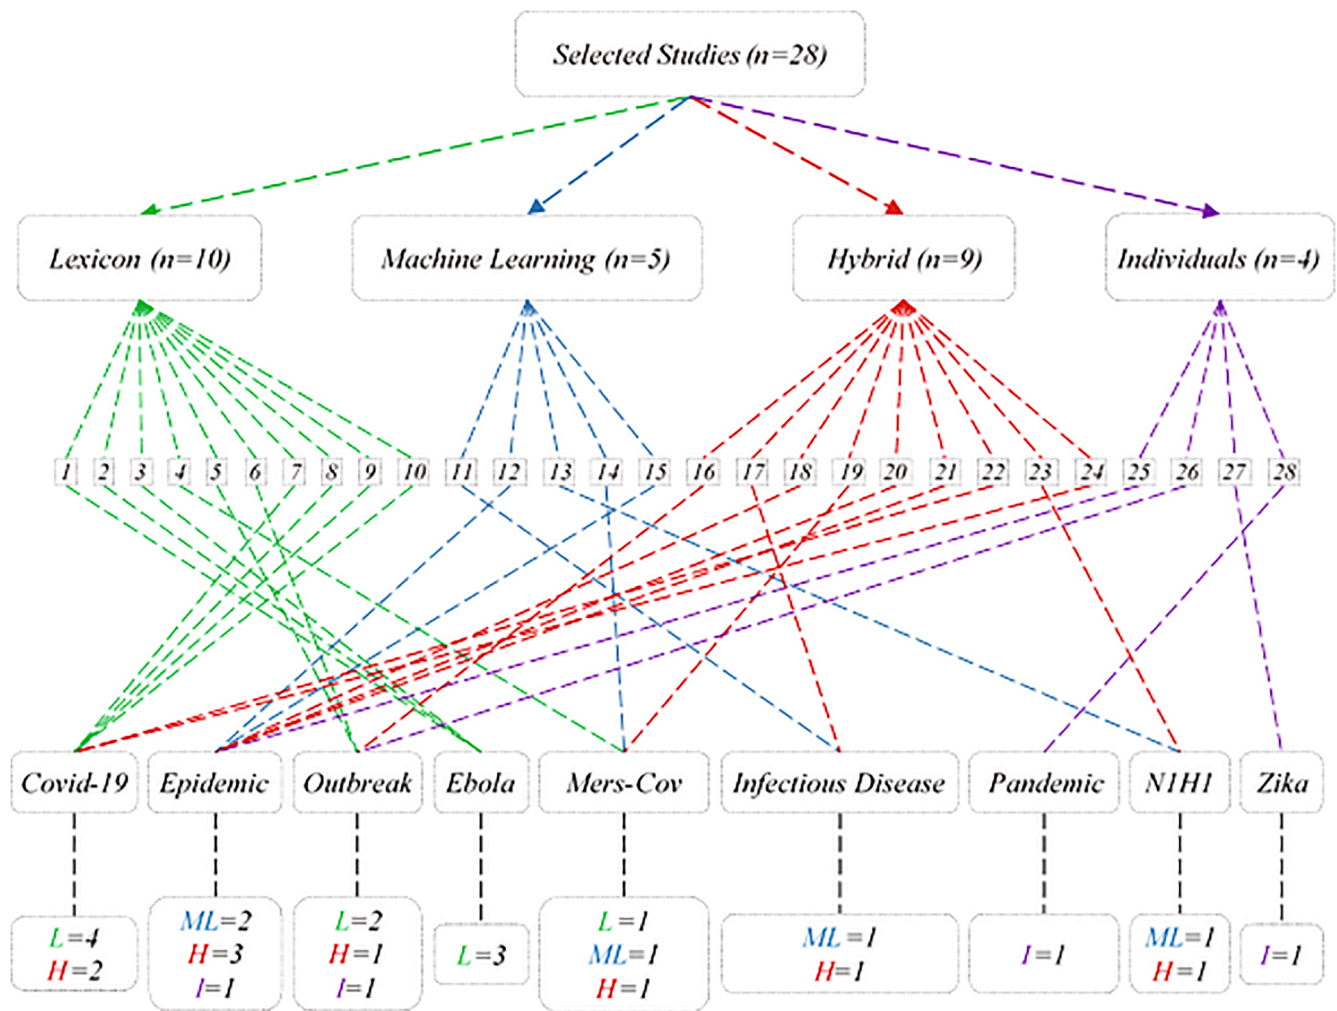 Selected Studies (n=28)
Lexicon (n=10)
Machine Learning (n=5)
Hybrid (n=9)
Individuals (n=4)
1 2 3 4 5 6 7 8 9 10 11 12 13 14 15 16 17 18 19 20 21 22 23 24 25 26 27 28
Covid-19
Epidemic
Outbreak
Ebola
Mers-Cov
Infectious Disease
Pandemic
N1H1
Zika
L=4
H=2
ML=2
H=3
I=1
L=2
H=1
I=1
L=3
L=1
ML=1
H=1
ML=1
H=1
I=1
ML=1
H=1
I=1